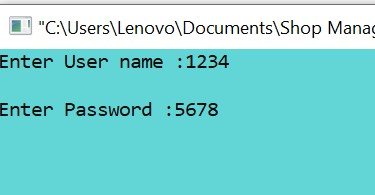 "C:\Users\Lenovo\Documents\Shop Manag
Enter User name :1234
Enter Password :5678